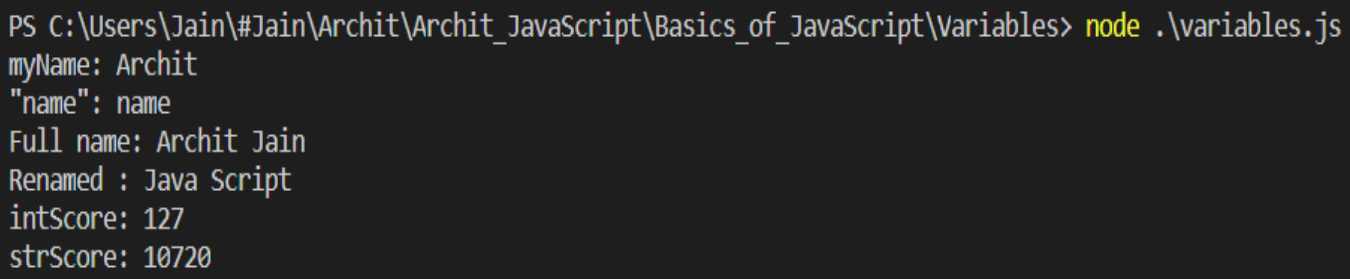 PS C:\Users\Jain\#Jain\Archit\Archit_JavaScript\Basics_of_JavaScript\Variables> node .\variables.js
myName: Archit
"name": name
Full name: Archit Jain
Renamed : Java Script
intScore: 127
strScore: 10720